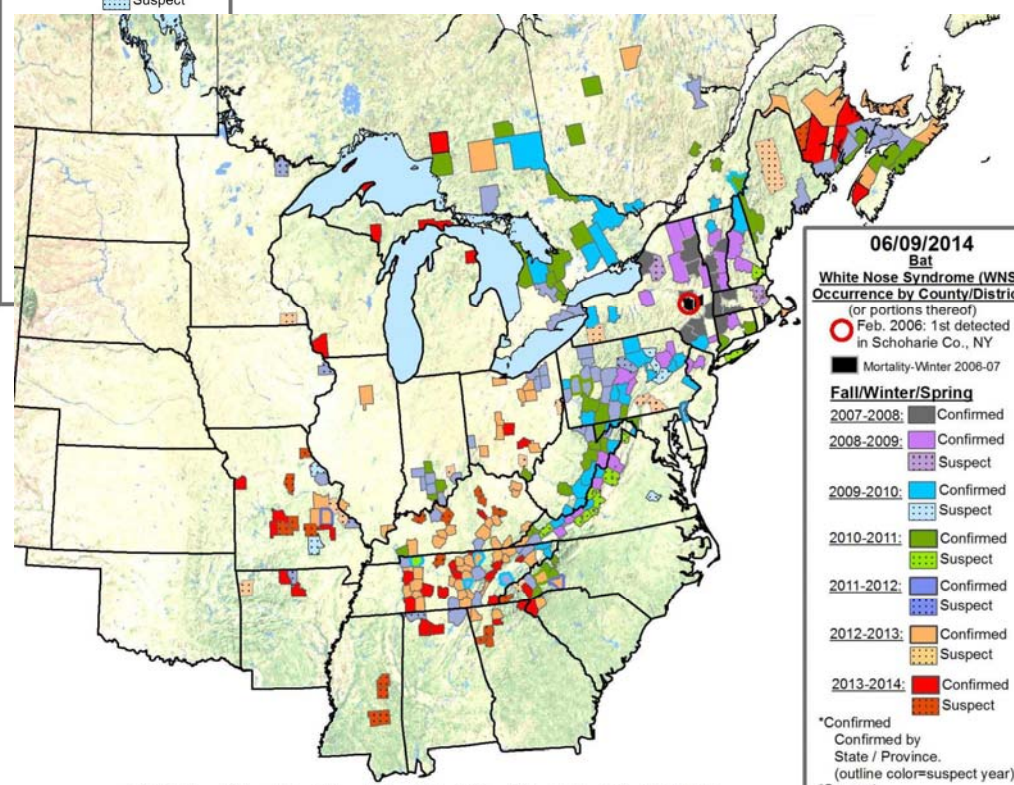 Suspect
06/09/2014
Bat
White Nose Syndrome (WNS
Occurrence by County/Distric
(or portions thereof)
Feb. 2006: 1st detected
in Schoharie Co., NY
Mortality-Winter 2006-07
Fall/Winter/Spring
2007-2008: Confirmed
2008-2009: Confirmed
Suspect
2009-2010: Confirmed
Suspect
2010-2011: Confirmed
Suspect
2011-2012: Confirmed
Suspect
2012-2013: Confirmed
Suspect
2013-2014: Confirmed
Suspect
*Confirmed
Confirmed by
State / Province.
(outline color=suspect year)